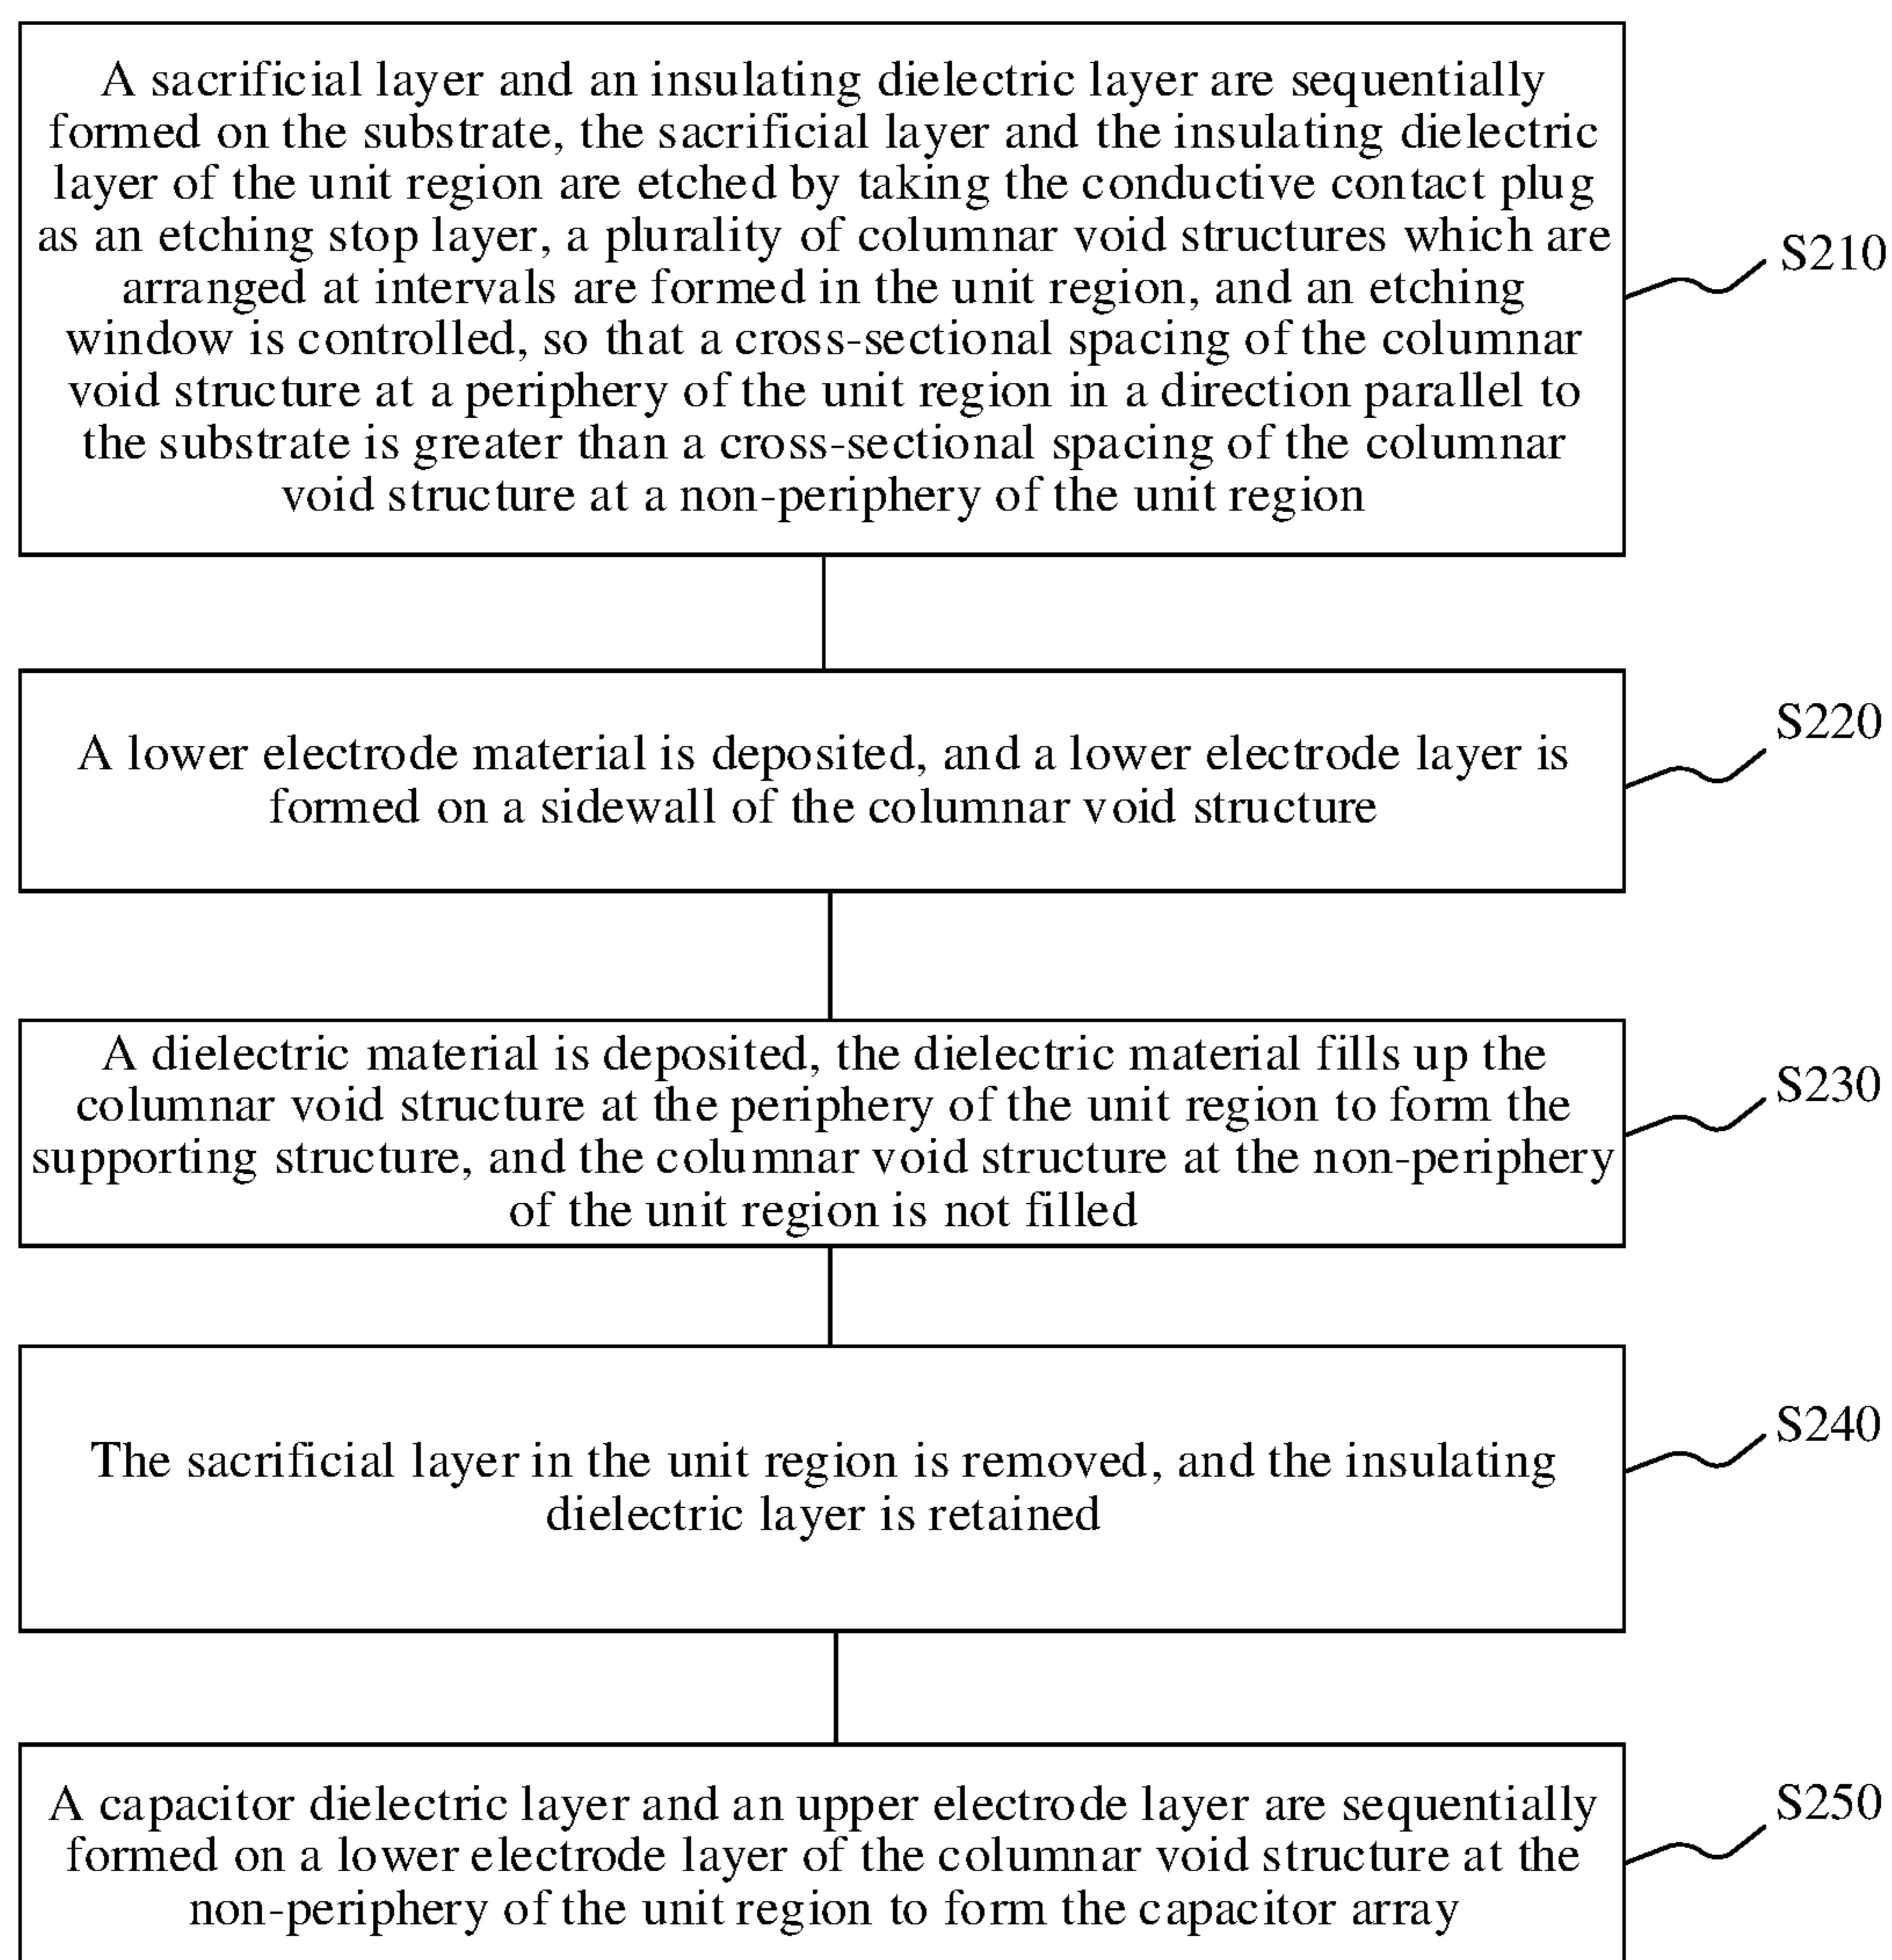 A sacrificial layer and an insulating dielectric layer are sequentially
formed on the substrate, the sacrificial layer and the insulating dielectric
layer of the unit region are etched by taking the conductive contact plug
as an etching stop layer, a plurality of columnar void structures which are
arranged at intervals are formed in the unit region, and an etching
window is controlled, so that a cross-sectional spacing of the columnar
void structure at a periphery of the unit region in a direction parallel to
the substrate is greater than a cross-sectional spacing of the columnar
void structure at a non-periphery of the unit region
S210
A lower electrode material is deposited, and a lower electrode layer is
formed on a sidewall of the columnar void structure
S220
A dielectric material is deposited, the dielectric material fills up the
columnar void structure at the periphery of the unit region to form the
supporting structure, and the columnar void structure at the non-periphery
of the unit region is not filled
S230
The sacrificial layer in the unit region is removed, and the insulating
dielectric layer is retained
S240
A capacitor dielectric layer and an upper electrode layer are sequentially
formed on a lower electrode layer of the columnar void structure at the
non-periphery of the unit region to form the capacitor array
S250